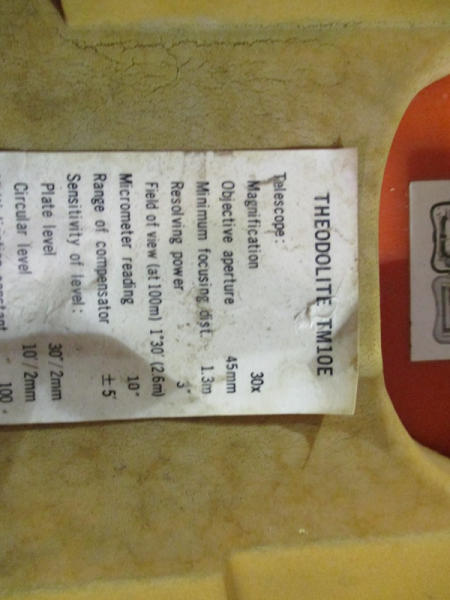 THEODOLITE TM10E
Telescope:
Magnification 30x
Objective aperture 45mm
Minimum focusing dist. 1.3m
Resolving power 3"
Field of view (at 100m) 1°30' (2.6m)
Micrometer reading 10"
Range of compensator ±5'
Sensitivity of level:
Plate level 30"/2mm
Circular level 10'/2mm
constant 100